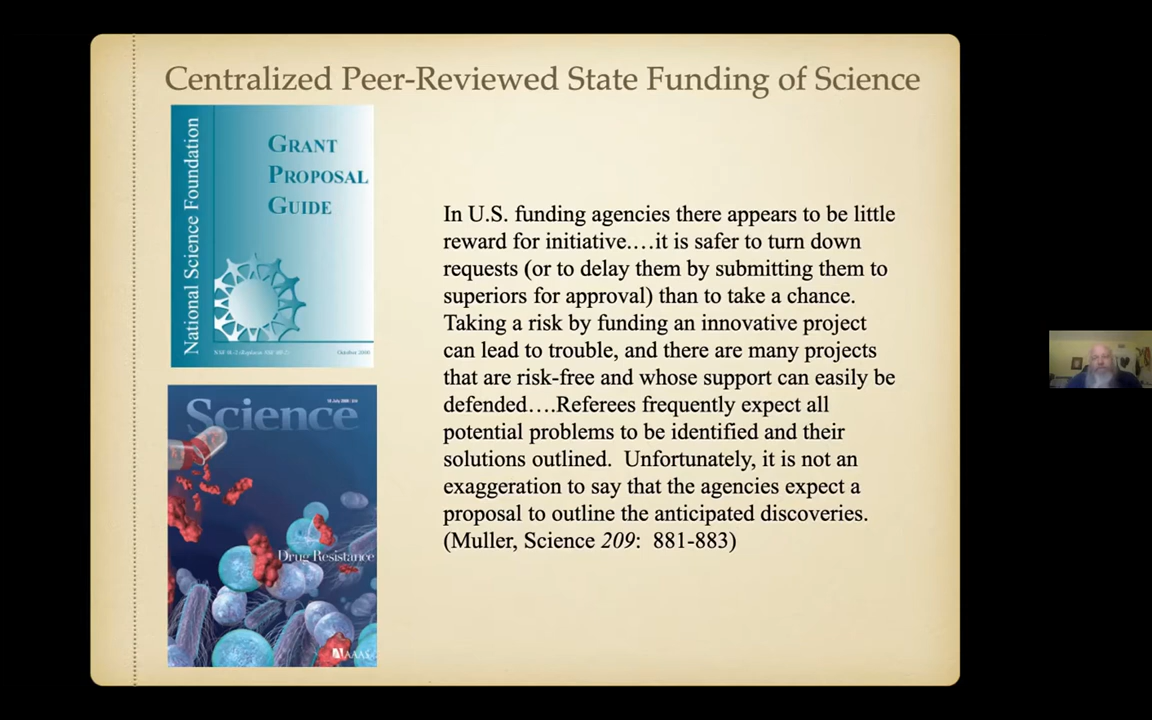 Centralized Peer-Reviewed State Funding of Science
National Science Foundation
GRANT
PROPOSAL
GUIDE
October 2000
Science
Drug Resistance
AAAS
In U.S. funding agencies there appears to be little
reward for initiative.…it is safer to turn down
requests (or to delay them by submitting them to
superiors for approval) than to take a chance.
Taking a risk by funding an innovative project
can lead to trouble, and there are many projects
that are risk-free and whose support can easily be
defended….Referees frequently expect all
potential problems to be identified and their
solutions outlined.  Unfortunately, it is not an
exaggeration to say that the agencies expect a
proposal to outline the anticipated discoveries.
(Muller, Science 209:  881-883)